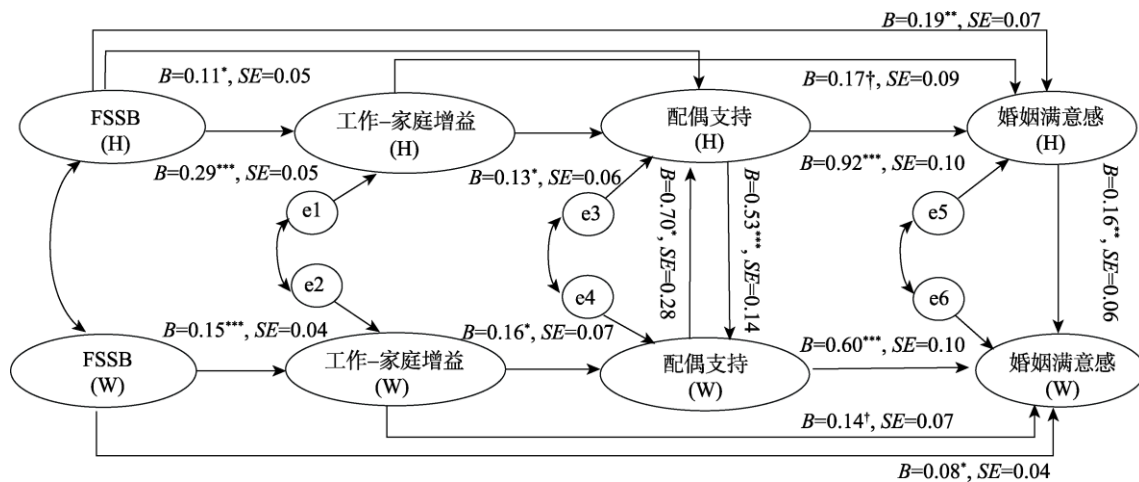 B=0.19**, SE=0.07
B=0.11*, SE=0.05
B=0.17†, SE=0.09
FSSB
(H)
工作–家庭增益
(H)
配偶支持
(H)
婚姻满意感
(H)
B=0.29***, SE=0.05
B=0.13*, SE=0.06
B=0.92***, SE=0.10
e1
e3
e5
B=0.70*, SE=0.28
B=0.53***, SE=0.14
B=0.16**, SE=0.06
e2
e4
e6
B=0.15***, SE=0.04
B=0.16*, SE=0.07
B=0.60***, SE=0.10
FSSB
(W)
工作–家庭增益
(W)
配偶支持
(W)
婚姻满意感
(W)
B=0.14†, SE=0.07
B=0.08*, SE=0.04